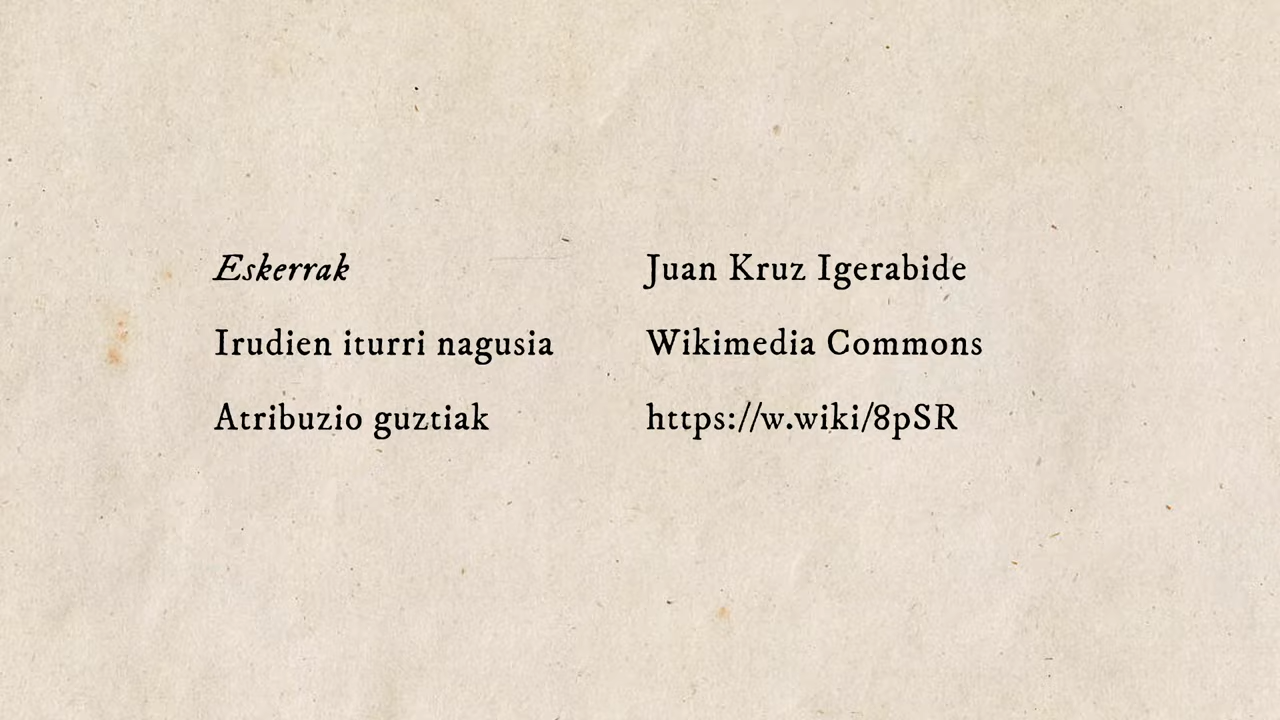 Eskerrak Juan Kruz Igerabide
Irudien iturri nagusia Wikimedia Commons
Atribuzio guztiak https://w.wiki/8pSR